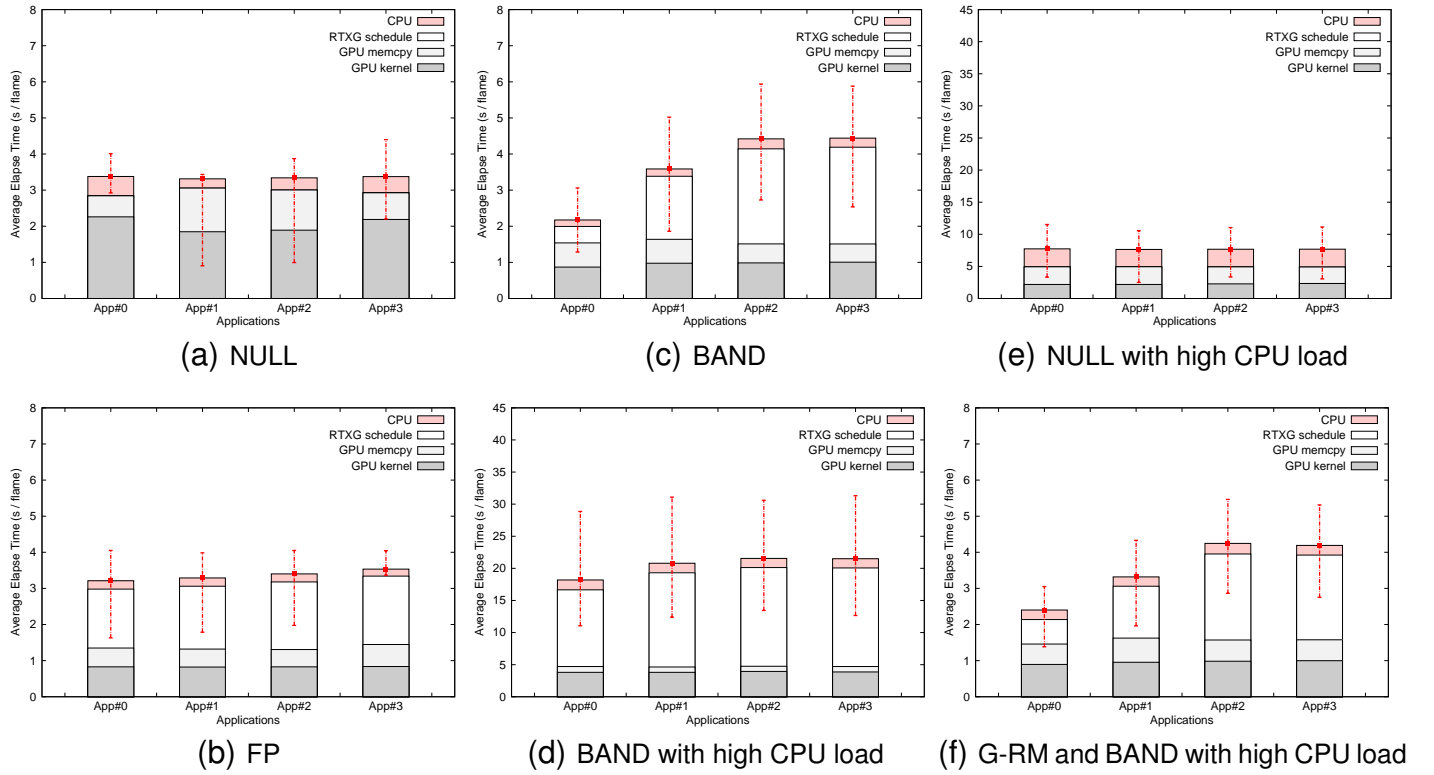 8
7
6
5
4
3
2
1
0
Average Elapse Time (s / flame)
CPU
RTXG schedule
GPU memcpy
GPU kernel
App#0 App#1 App#2 App#3
Applications
(a) NULL
8
7
6
5
4
3
2
1
0
Average Elapse Time (s / flame)
CPU
RTXG schedule
GPU memcpy
GPU kernel
App#0 App#1 App#2 App#3
Applications
(c) BAND
45
40
35
30
25
20
15
10
5
0
Average Elapse Time (s / flame)
CPU
RTXG schedule
GPU memcpy
GPU kernel
App#0 App#1 App#2 App#3
Applications
(e) NULL with high CPU load
8
7
6
5
4
3
2
1
0
Average Elapse Time (s / flame)
CPU
RTXG schedule
GPU memcpy
GPU kernel
App#0 App#1 App#2 App#3
Applications
(b) FP
45
40
35
30
25
20
15
10
5
0
Average Elapse Time (s / flame)
CPU
RTXG schedule
GPU memcpy
GPU kernel
App#0 App#1 App#2 App#3
Applications
(d) BAND with high CPU load
8
7
6
5
4
3
2
1
0
Average Elapse Time (s / flame)
CPU
RTXG schedule
GPU memcpy
GPU kernel
App#0 App#1 App#2 App#3
Applications
(f) G-RM and BAND with high CPU load